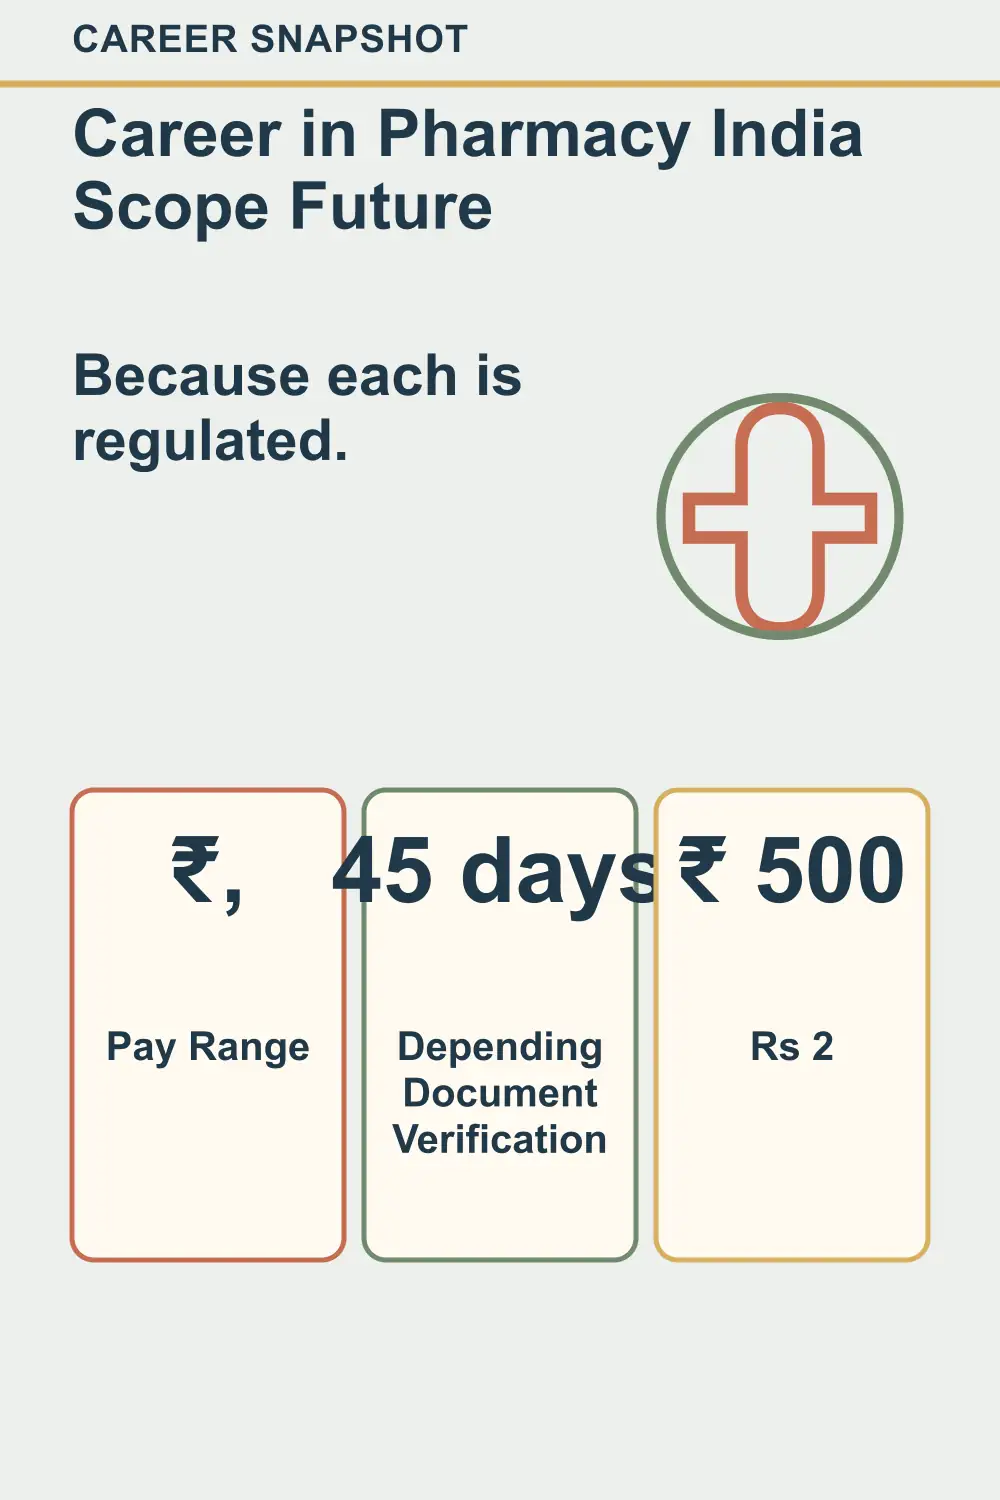 CAREER SNAPSHOT
Career in Pharmacy India
Scope Future
Because each is
regulated.
₹,
Pay Range
45 days
Depending
Document
Verification
₹ 500
Rs 2